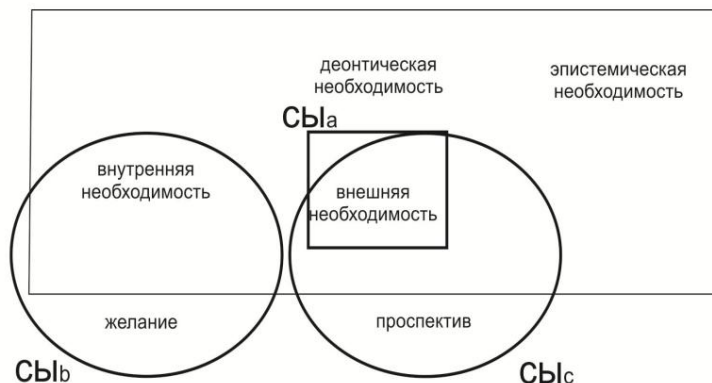 деонтическая
необходимость
эпистемическая
необходимость
сыa
внутренняя
необходимость
внешняя
необходимость
желание
проспектив
сыb
сыc